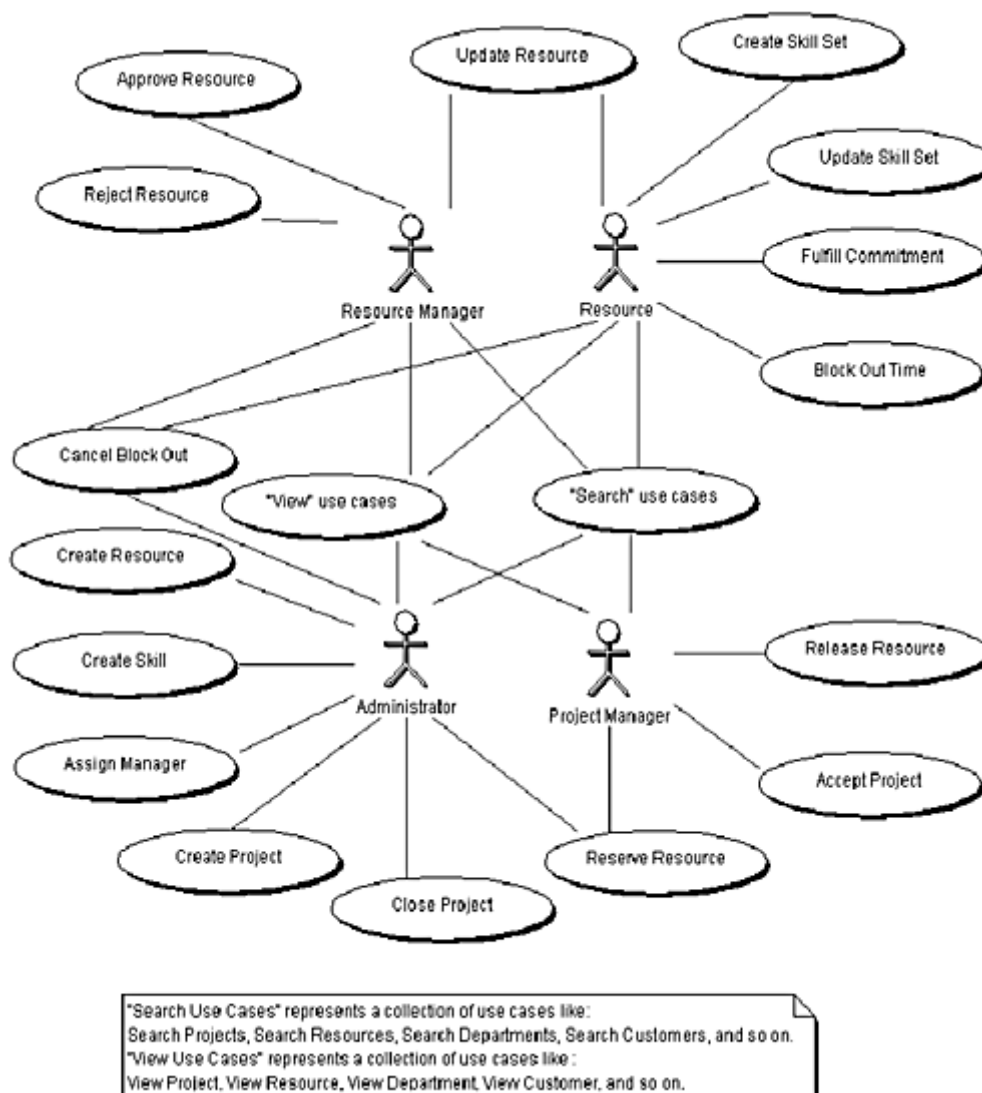 Update Resource
Create Skill Set
Approve Resource
Update Skill Set
Reject Resource
Fulfill Commitment
Resource Manager
Resource
Block Out Time
Cancel Block Out
"View" use cases
"Search" use cases
Create Resource
Release Resource
Create Skill
Administrator
Project Manager
Assign Manager
Accept Project
Create Project
Reserve Resource
Close Project
"Search Use Cases" represents a collection of use cases like:
Search Projects, Search Resources, Search Departments, Search Customers, and so on.
"View Use Cases" represents a collection of use cases like:
View Project, View Resource, View Department, View Customer, and so on.